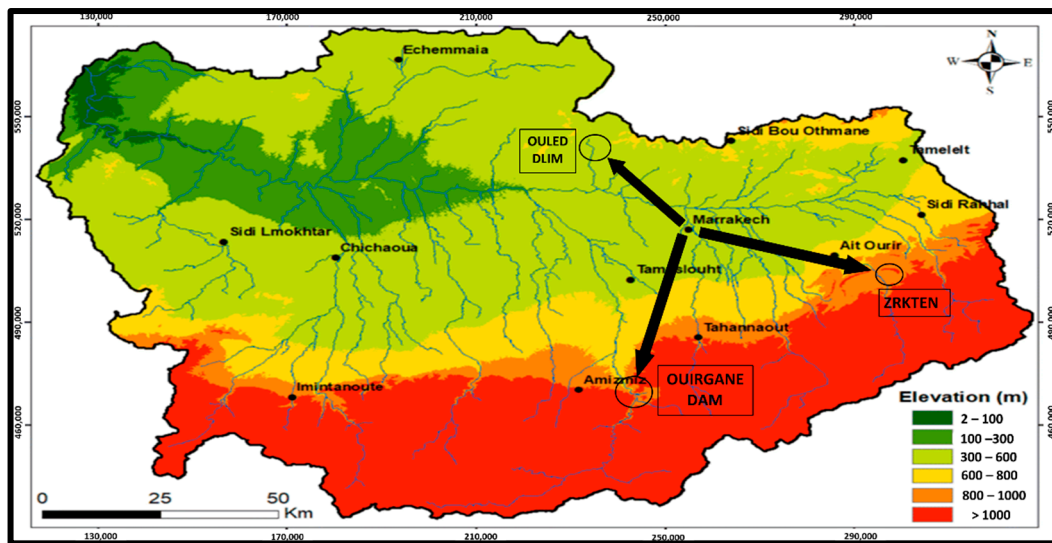 130,000
170,000
210,000
250,000
290,000
Echemmaia
N
W
E
S
550,000
550,000
OULED
DLIM
Sidi Bou Othmane
Tamelelt
520,000
520,000
Sidi Rahhal
Marrakech
Sidi Lmokhtar
Chichaoua
Ait Ourir
Tameslouht
ZRKTEN
490,000
490,000
Tahannaout
OUIRGANE
DAM
Imintanoute
Amizmiz
460,000
460,000
Elevation (m)
2 – 100
100 –300
300 – 600
600 – 800
800 – 1000
> 1000
0
25
50
Km
130,000
170,000
210,000
250,000
290,000